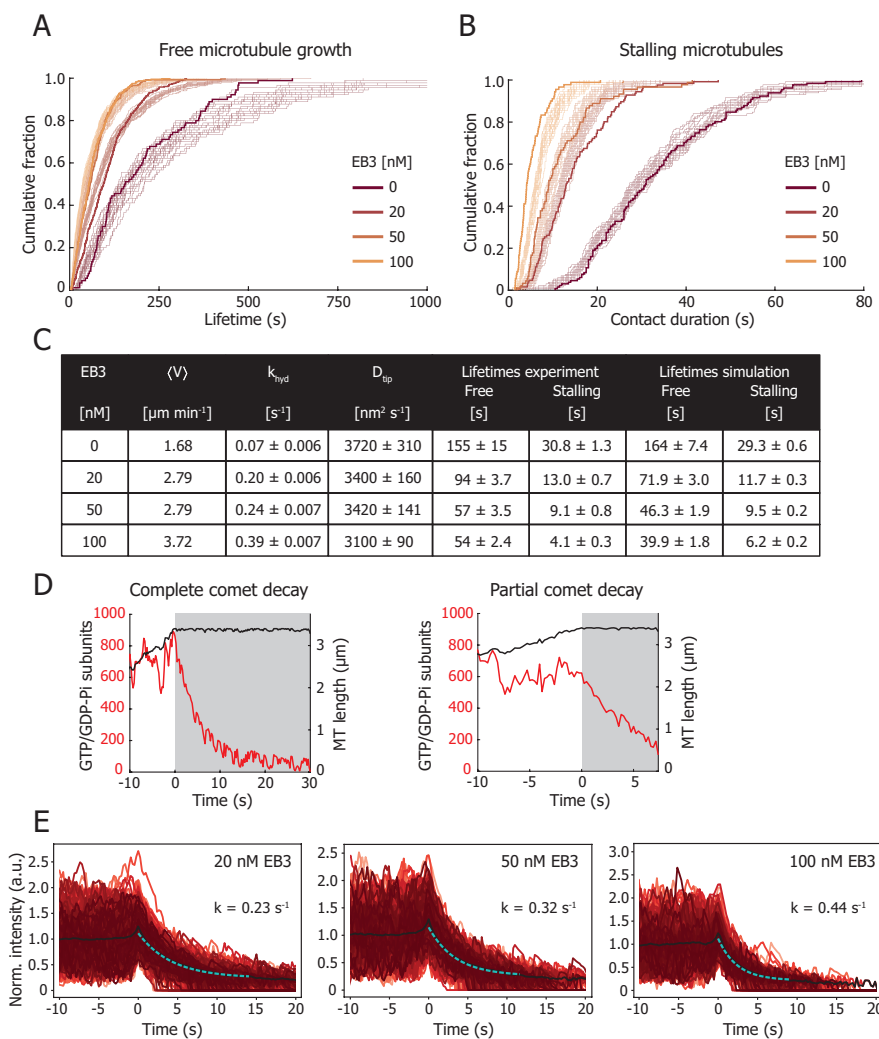 A
Free microtubule growth
Cumulative fraction
1.0
0.8
0.6
0.4
0.2
0
EB3 [nM]
0
20
50
100
0
250
500
750
1000
Lifetime (s)
B
Stalling microtubules
Cumulative fraction
1.0
0.8
0.6
0.4
0.2
0
EB3 [nM]
0
20
50
100
0
20
40
60
80
Contact duration (s)
C
EB3 ⟨V⟩ k_hyd D_tip Lifetimes experiment Lifetimes simulation
Free Stalling Free Stalling
[nM] [µm min⁻¹] [s⁻¹] [nm² s⁻¹] [s] [s] [s] [s]
0 1.68 0.07 ± 0.006 3720 ± 310 155 ± 15 30.8 ± 1.3 164 ± 7.4 29.3 ± 0.6
20 2.79 0.20 ± 0.006 3400 ± 160 94 ± 3.7 13.0 ± 0.7 71.9 ± 3.0 11.7 ± 0.3
50 2.79 0.24 ± 0.007 3420 ± 141 57 ± 3.5 9.1 ± 0.8 46.3 ± 1.9 9.5 ± 0.2
100 3.72 0.39 ± 0.007 3100 ± 90 54 ± 2.4 4.1 ± 0.3 39.9 ± 1.8 6.2 ± 0.2
D
Complete comet decay
GTP/GDP-Pi subunits
1000
800
600
400
200
0
3
2
1
0
MT length (µm)
-10 -5 0 5 10 15 20 25 30
Time (s)
Partial comet decay
GTP/GDP-Pi subunits
1000
800
600
400
200
0
3
2
1
0
MT length (µm)
-10 -5 0 5
Time (s)
E
Norm. intensity (a.u.)
20 nM EB3
k = 0.23 s⁻¹
2.5
2.0
1.5
1.0
0.5
0
-10 -5 0 5 10 15 20
Time (s)
50 nM EB3
k = 0.32 s⁻¹
2.5
2.0
1.5
1.0
0.5
0
-10 -5 0 5 10 15 20
Time (s)
100 nM EB3
k = 0.44 s⁻¹
3.0
2.5
2.0
1.5
1.0
0.5
0
-10 -5 0 5 10 15 20
Time (s)